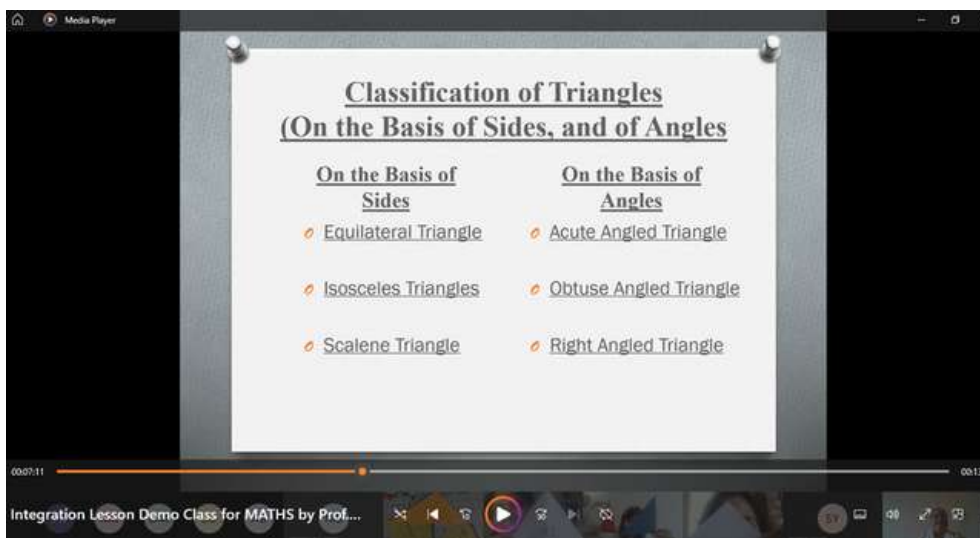 Media Player
Classification of Triangles
(On the Basis of Sides, and of Angles
On the Basis of
Sides
Equilateral Triangle
Isosceles Triangles
Scalene Triangle
On the Basis of
Angles
Acute Angled Triangle
Obtuse Angled Triangle
Right Angled Triangle
00:07:11
00:13
Integration Lesson Demo Class for MATHS by Prof....
SY